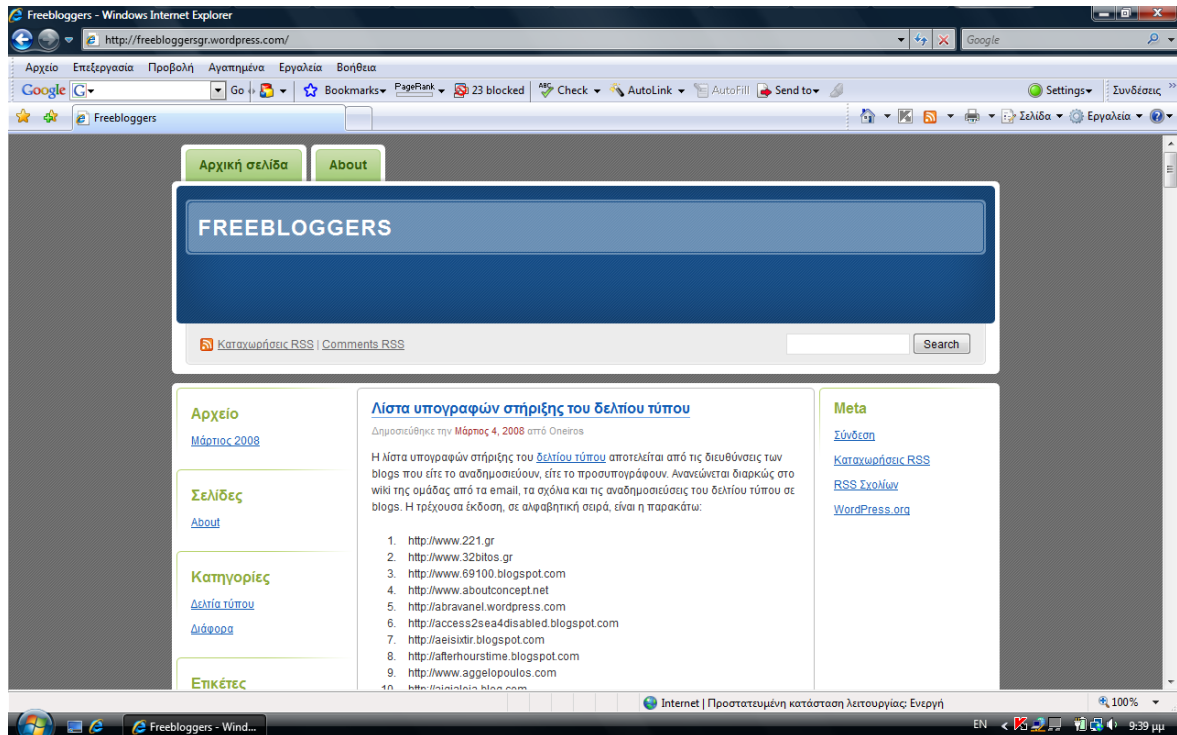 Freebloggers - Windows Internet Explorer
http://freebloggersgr.wordpress.com/
Google
Αρχείο Επεξεργασία Προβολή Αγαπημένα Εργαλεία Βοήθεια
Google G Go Bookmarks PageRank 23 blocked ABC Check AutoLink AutoFill Send to Settings Συνδέσεις
Freebloggers Σελίδα Εργαλεία
Αρχική σελίδα About
FREEBLOGGERS
Καταχωρήσεις RSS | Comments RSS Search
Αρχείο
Μάρτιος 2008
Σελίδες
About
Κατηγορίες
Δελτία τύπου
Διάφορα
Ετικέτες
Λίστα υπογραφών στήριξης του δελτίου τύπου
Δημοσιεύθηκε την Μάρτιος 4, 2008 από Oneiros
Η λίστα υπογραφών στήριξης του δελτίου τύπου αποτελείται από τις διευθύνσεις των
blogs που είτε το αναδημοσιεύουν, είτε το προσυπογράφουν. Ανανεώνεται διαρκώς στο
wiki της ομάδας από τα email, τα σχόλια και τις αναδημοσιεύσεις του δελτίου τύπου σε
blogs. Η τρέχουσα έκδοση, σε αλφαβητική σειρά, είναι η παρακάτω:
1. http://www.221.gr
2. http://www.32bitos.gr
3. http://www.69100.blogspot.com
4. http://www.aboutconcept.net
5. http://abravanel.wordpress.com
6. http://access2sea4disabled.blogspot.com
7. http://aeisixtir.blogspot.com
8. http://afterhourstime.blogspot.com
9. http://www.aggelopoulos.com
10. http://aigialeia.blog.com
Meta
Σύνδεση
Καταχωρήσεις RSS
RSS Σχολίων
WordPress.org
Internet | Προστατευμένη κατάσταση λειτουργίας: Ενεργή 100%
Freebloggers - Wind... EN 9:39 μμ